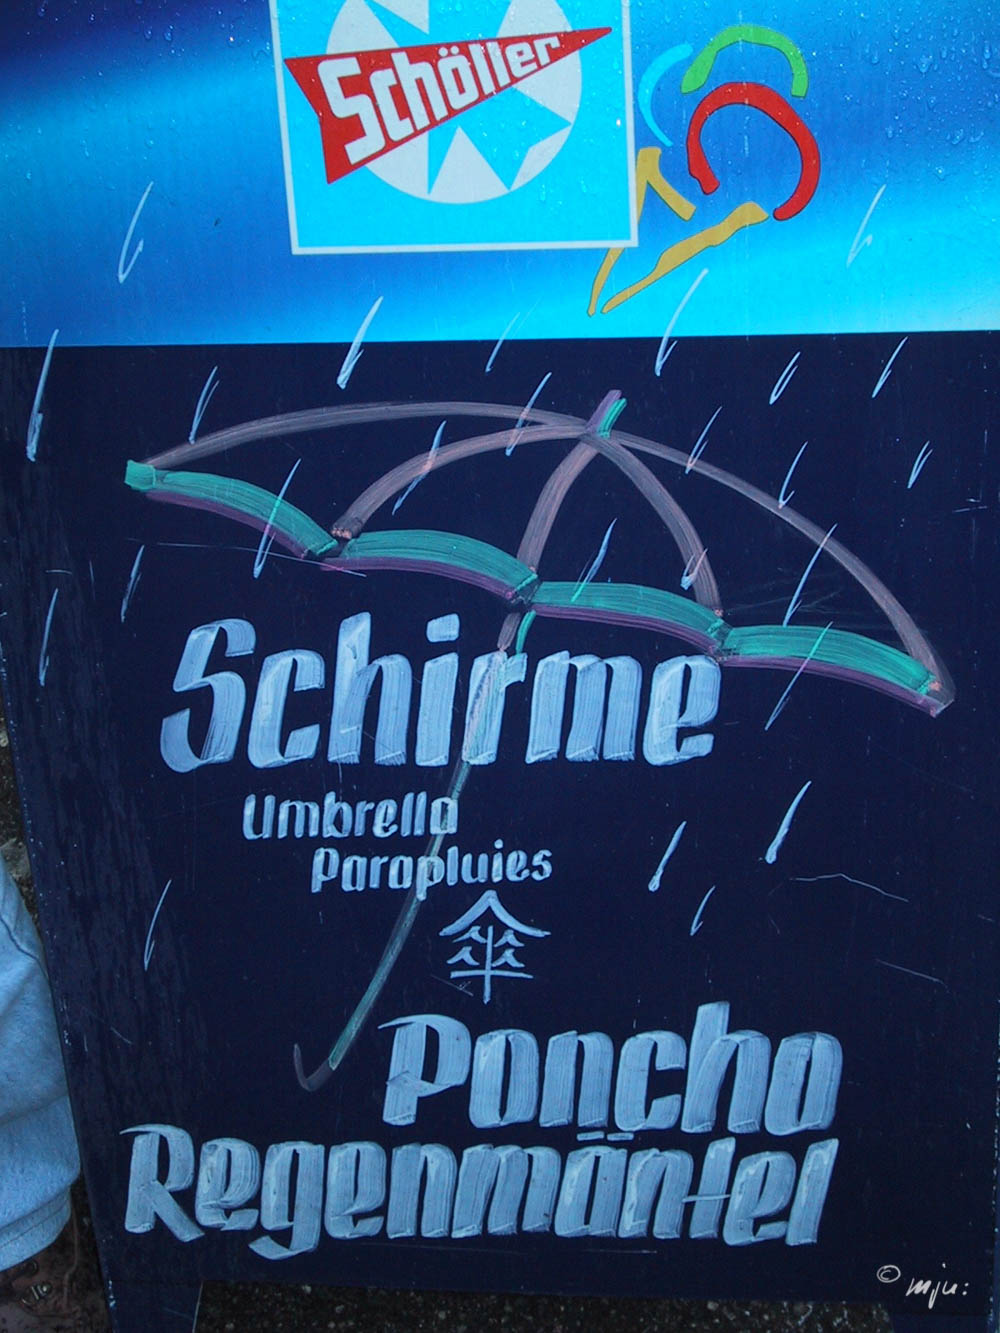 Schöller
Schirme
Umbrella
Parapluies
傘
Poncho
Regenmäntel
© mju: